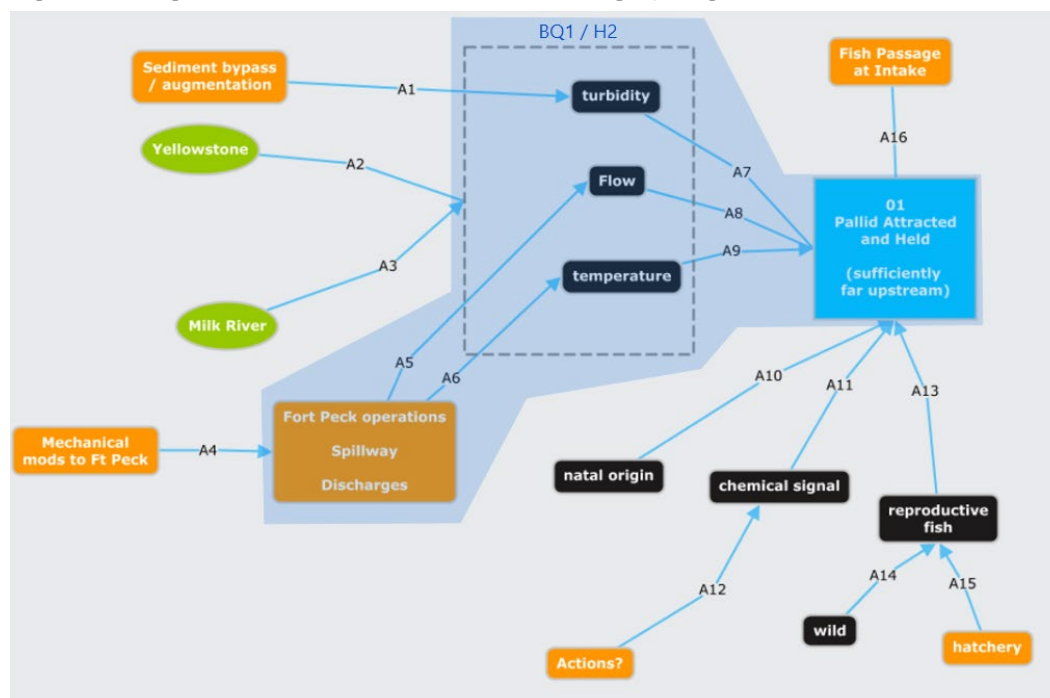 BQ1 / H2
Sediment bypass
/ augmentation
Fish Passage
at Intake
A1
turbidity
A16
Yellowstone
A2
Flow
A7
01
Pallid Attracted
and Held
(sufficiently
far upstream)
A8
A9
A3
temperature
Milk River
A5
A6
A10
A11
A13
Mechanical
mods to Ft Peck
A4
Fort Peck operations
Spillway
Discharges
natal origin
chemical signal
reproductive
fish
A12
A14
A15
wild
hatchery
Actions?